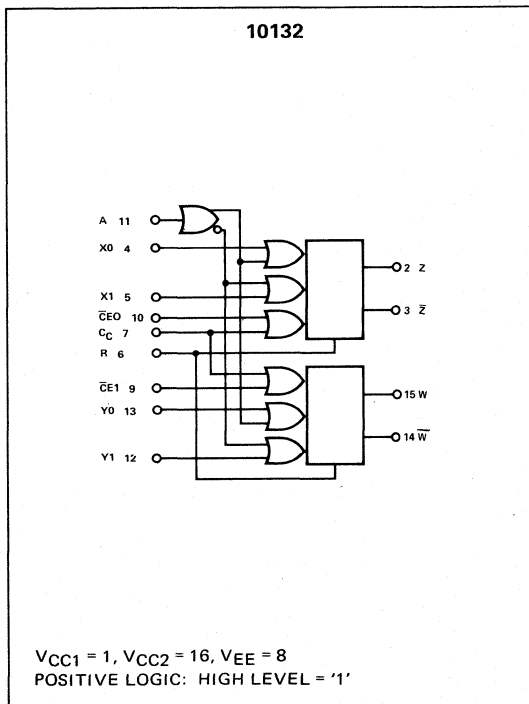 10132
A 11
X0 4
X1 5
C̅E0 10
CC 7
R 6
C̅E1 9
Y0 13
Y1 12
2 Z
3 Z̅
15 W
14 W̅
VCC1 = 1, VCC2 = 16, VEE = 8
POSITIVE LOGIC: HIGH LEVEL = '1'